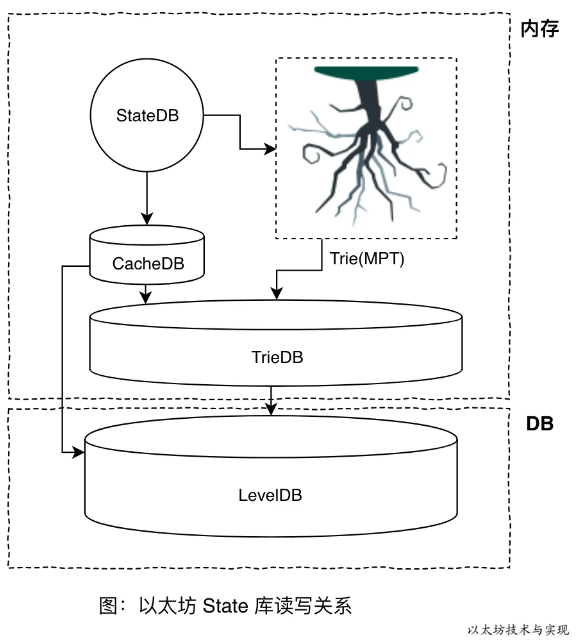 内存
StateDB
CacheDB
Trie(MPT)
TrieDB
DB
LevelDB
图：以太坊 State 库读写关系
以太坊技术与实现